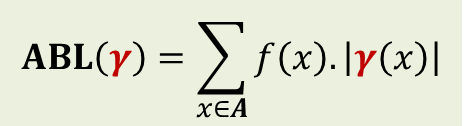 ABL(γ) = ∑ f(x).|γ(x)|
x∈A